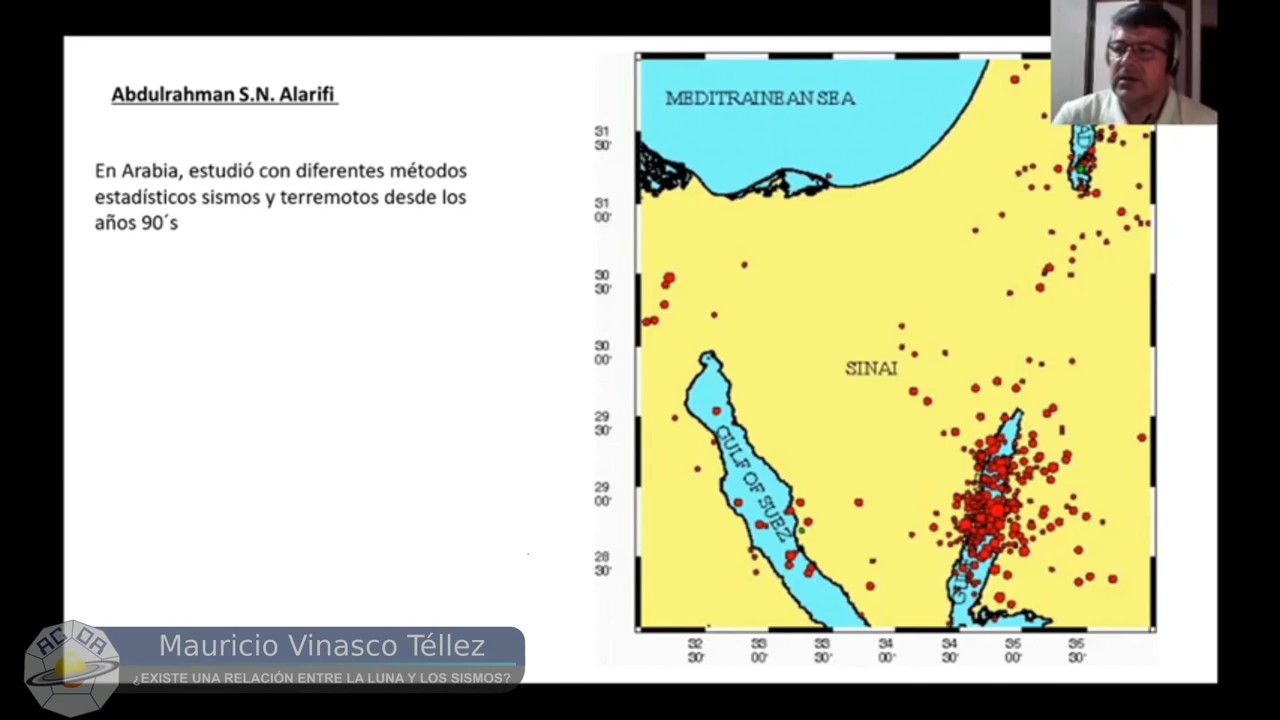 Abdulrahman S.N. Alarifi
En Arabia, estudió con diferentes métodos
estadísticos sismos y terremotos desde los
años 90´s
MEDITRAINEAN SEA
31
30'
31
00'
30
30'
30
00'
SINAI
29
30'
GULF OF SUEZ
29
00'
28
30'
32
30'
33
00'
33
30'
34
00'
34
30'
35
00'
35
30'
ACDA
Mauricio Vinasco Téllez
¿EXISTE UNA RELACIÓN ENTRE LA LUNA Y LOS SISMOS?